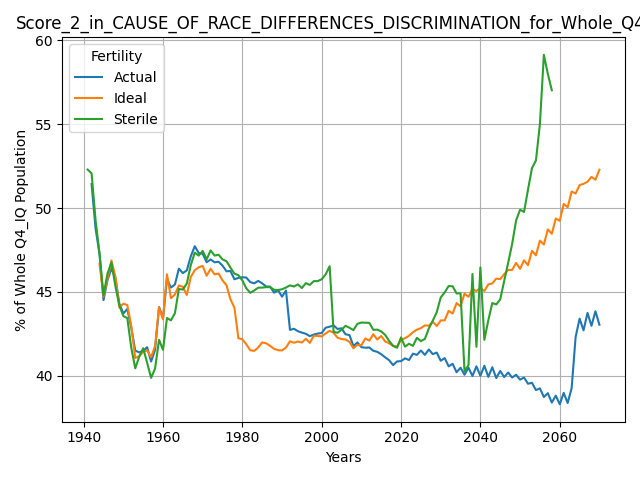 Score_2_in_CAUSE_OF_RACE_DIFFERENCES_DISCRIMINATION_for_Whole_Q4
60
55
50
45
40
% of Whole Q4_IQ Population
Fertility
Actual
Ideal
Sterile
1940 1960 1980 2000 2020 2040 2060
Years